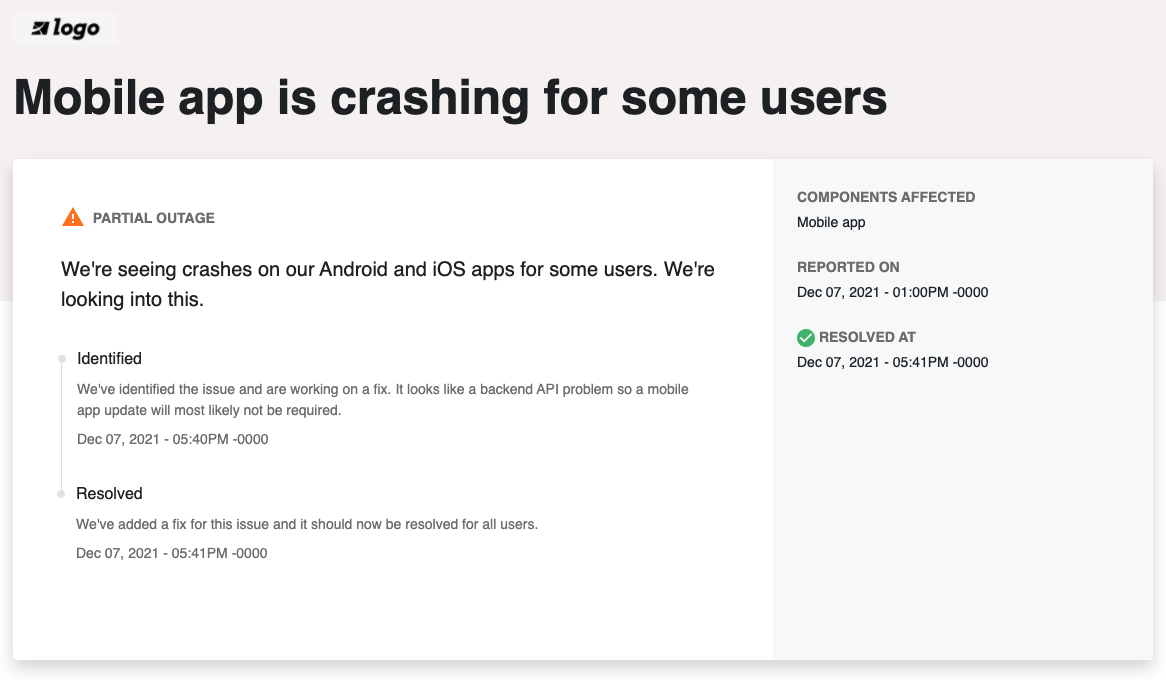 logo
Mobile app is crashing for some users
PARTIAL OUTAGE
We're seeing crashes on our Android and iOS apps for some users. We're
looking into this.
Identified
We've identified the issue and are working on a fix. It looks like a backend API problem so a mobile
app update will most likely not be required.
Dec 07, 2021 - 05:40PM -0000
Resolved
We've added a fix for this issue and it should now be resolved for all users.
Dec 07, 2021 - 05:41PM -0000
COMPONENTS AFFECTED
Mobile app
REPORTED ON
Dec 07, 2021 - 01:00PM -0000
RESOLVED AT
Dec 07, 2021 - 05:41PM -0000